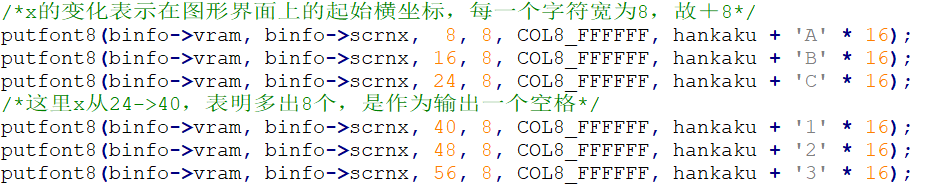 /*x的变化表示在图形界面上的起始横坐标，每一个字符宽为8，故＋8*/
putfont8(binfo->vram, binfo->scrnx,  8, 8, COL8_FFFFFF, hankaku + 'A' * 16);
putfont8(binfo->vram, binfo->scrnx, 16, 8, COL8_FFFFFF, hankaku + 'B' * 16);
putfont8(binfo->vram, binfo->scrnx, 24, 8, COL8_FFFFFF, hankaku + 'C' * 16);
/*这里x从24->40，表明多出8个，是作为输出一个空格*/
putfont8(binfo->vram, binfo->scrnx, 40, 8, COL8_FFFFFF, hankaku + '1' * 16);
putfont8(binfo->vram, binfo->scrnx, 48, 8, COL8_FFFFFF, hankaku + '2' * 16);
putfont8(binfo->vram, binfo->scrnx, 56, 8, COL8_FFFFFF, hankaku + '3' * 16);